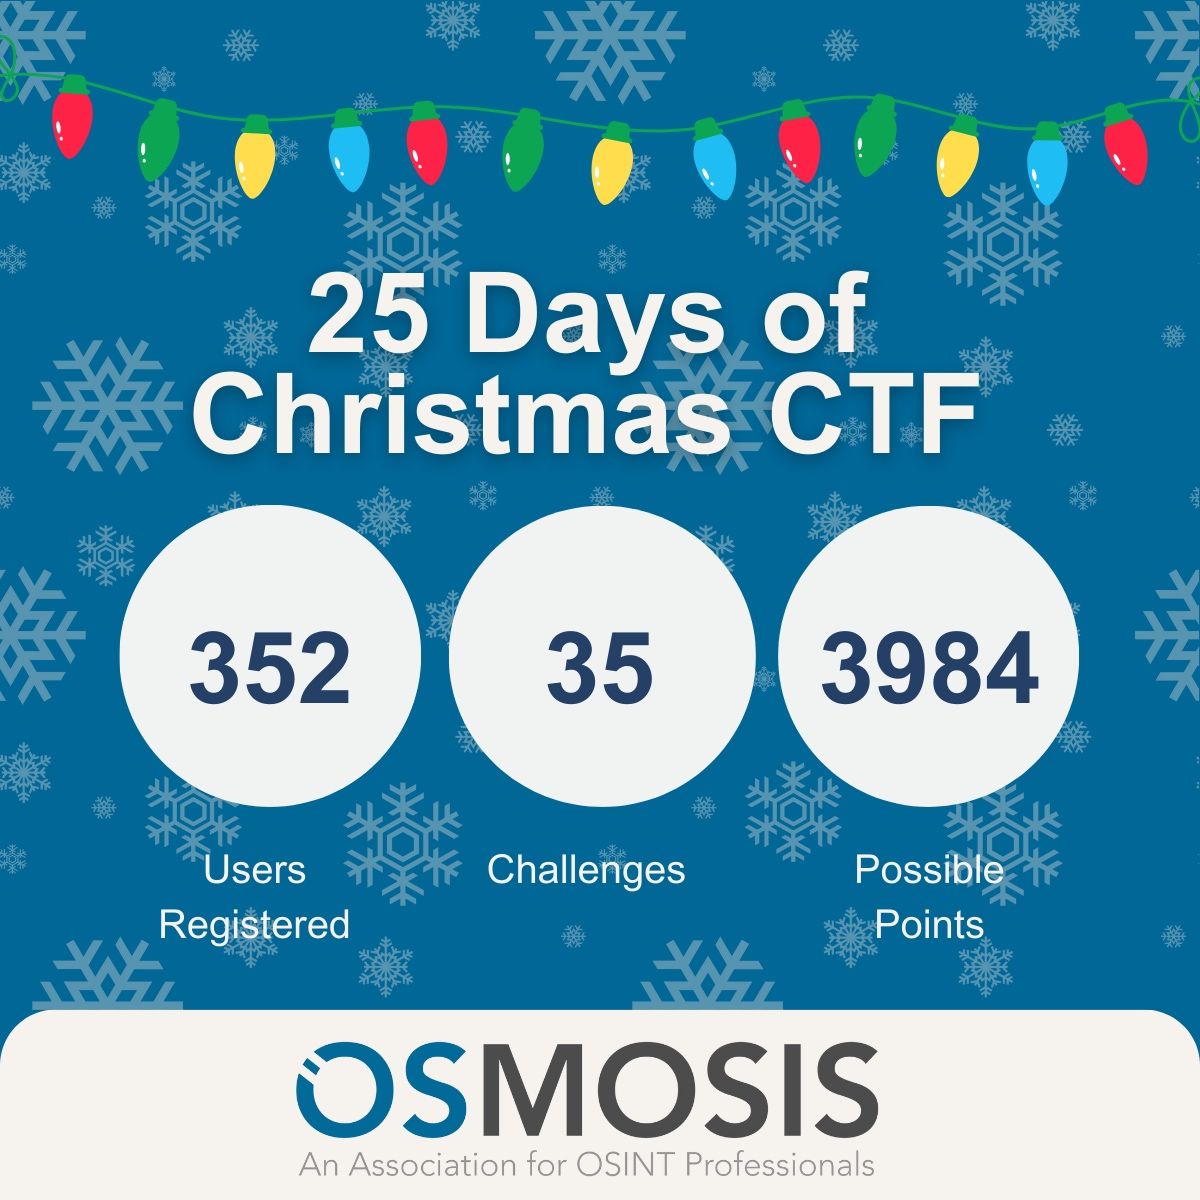 25 Days of
Christmas CTF
352
35
3984
Users
Registered
Challenges
Possible
Points
OSMOSIS
An Association for OSINT Professionals